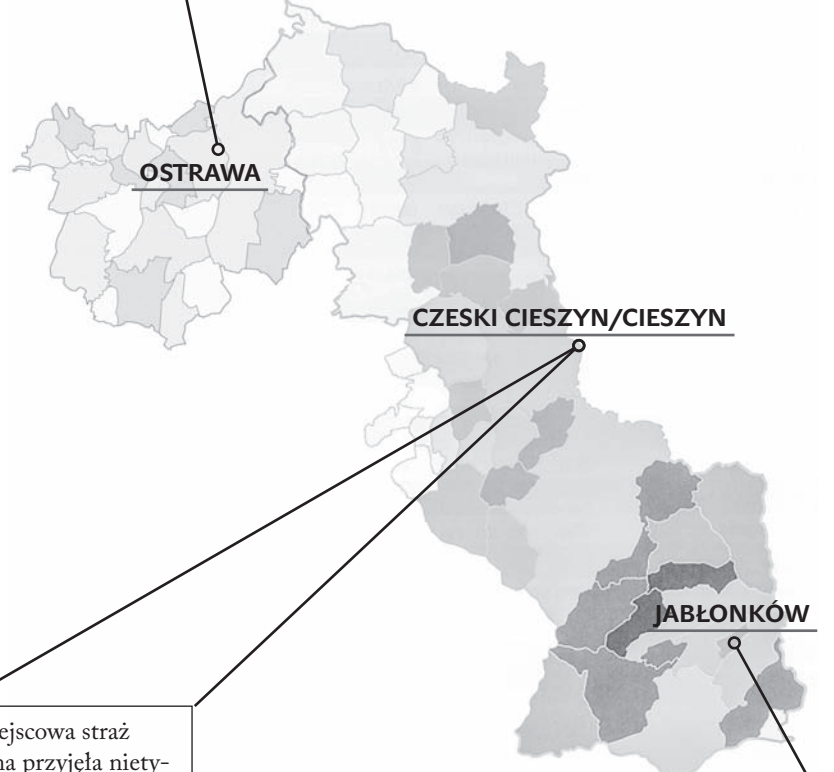 OSTRAWA
CZESKI CIESZYN/CIESZYN
JABŁONKÓW
ejscowa straż
na przyjęła niety-